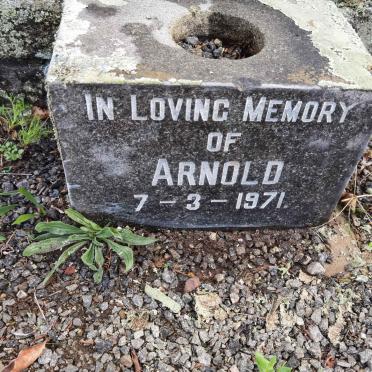 IN LOVING MEMORY
OF
ARNOLD
7-3-1971.